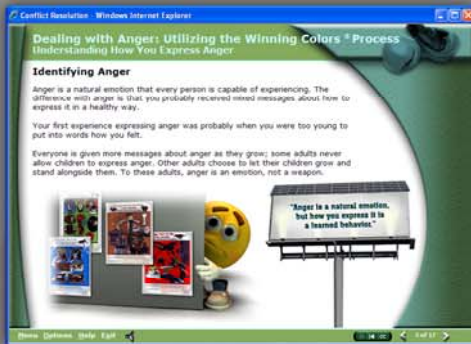 Conflict Resolution - Windows Internet Explorer
Dealing with Anger: Utilizing the Winning Colors ® Process
Understanding How You Express Anger
Identifying Anger
Anger is a natural emotion that every person is capable of experiencing. The
difference with anger is that you probably received mixed messages about how to
express it in a healthy way.
Your first experience expressing anger was probably when you were too young to
put into words how you felt.
Everyone is given more messages about anger as they grow; some adults never
allow children to express anger. Other adults choose to let their children grow and
stand alongside them. To these adults, anger is an emotion, not a weapon.
"Anger is a natural emotion,
but how you express it is
a learned behavior."
Menu Options Help Exit
3 of 17